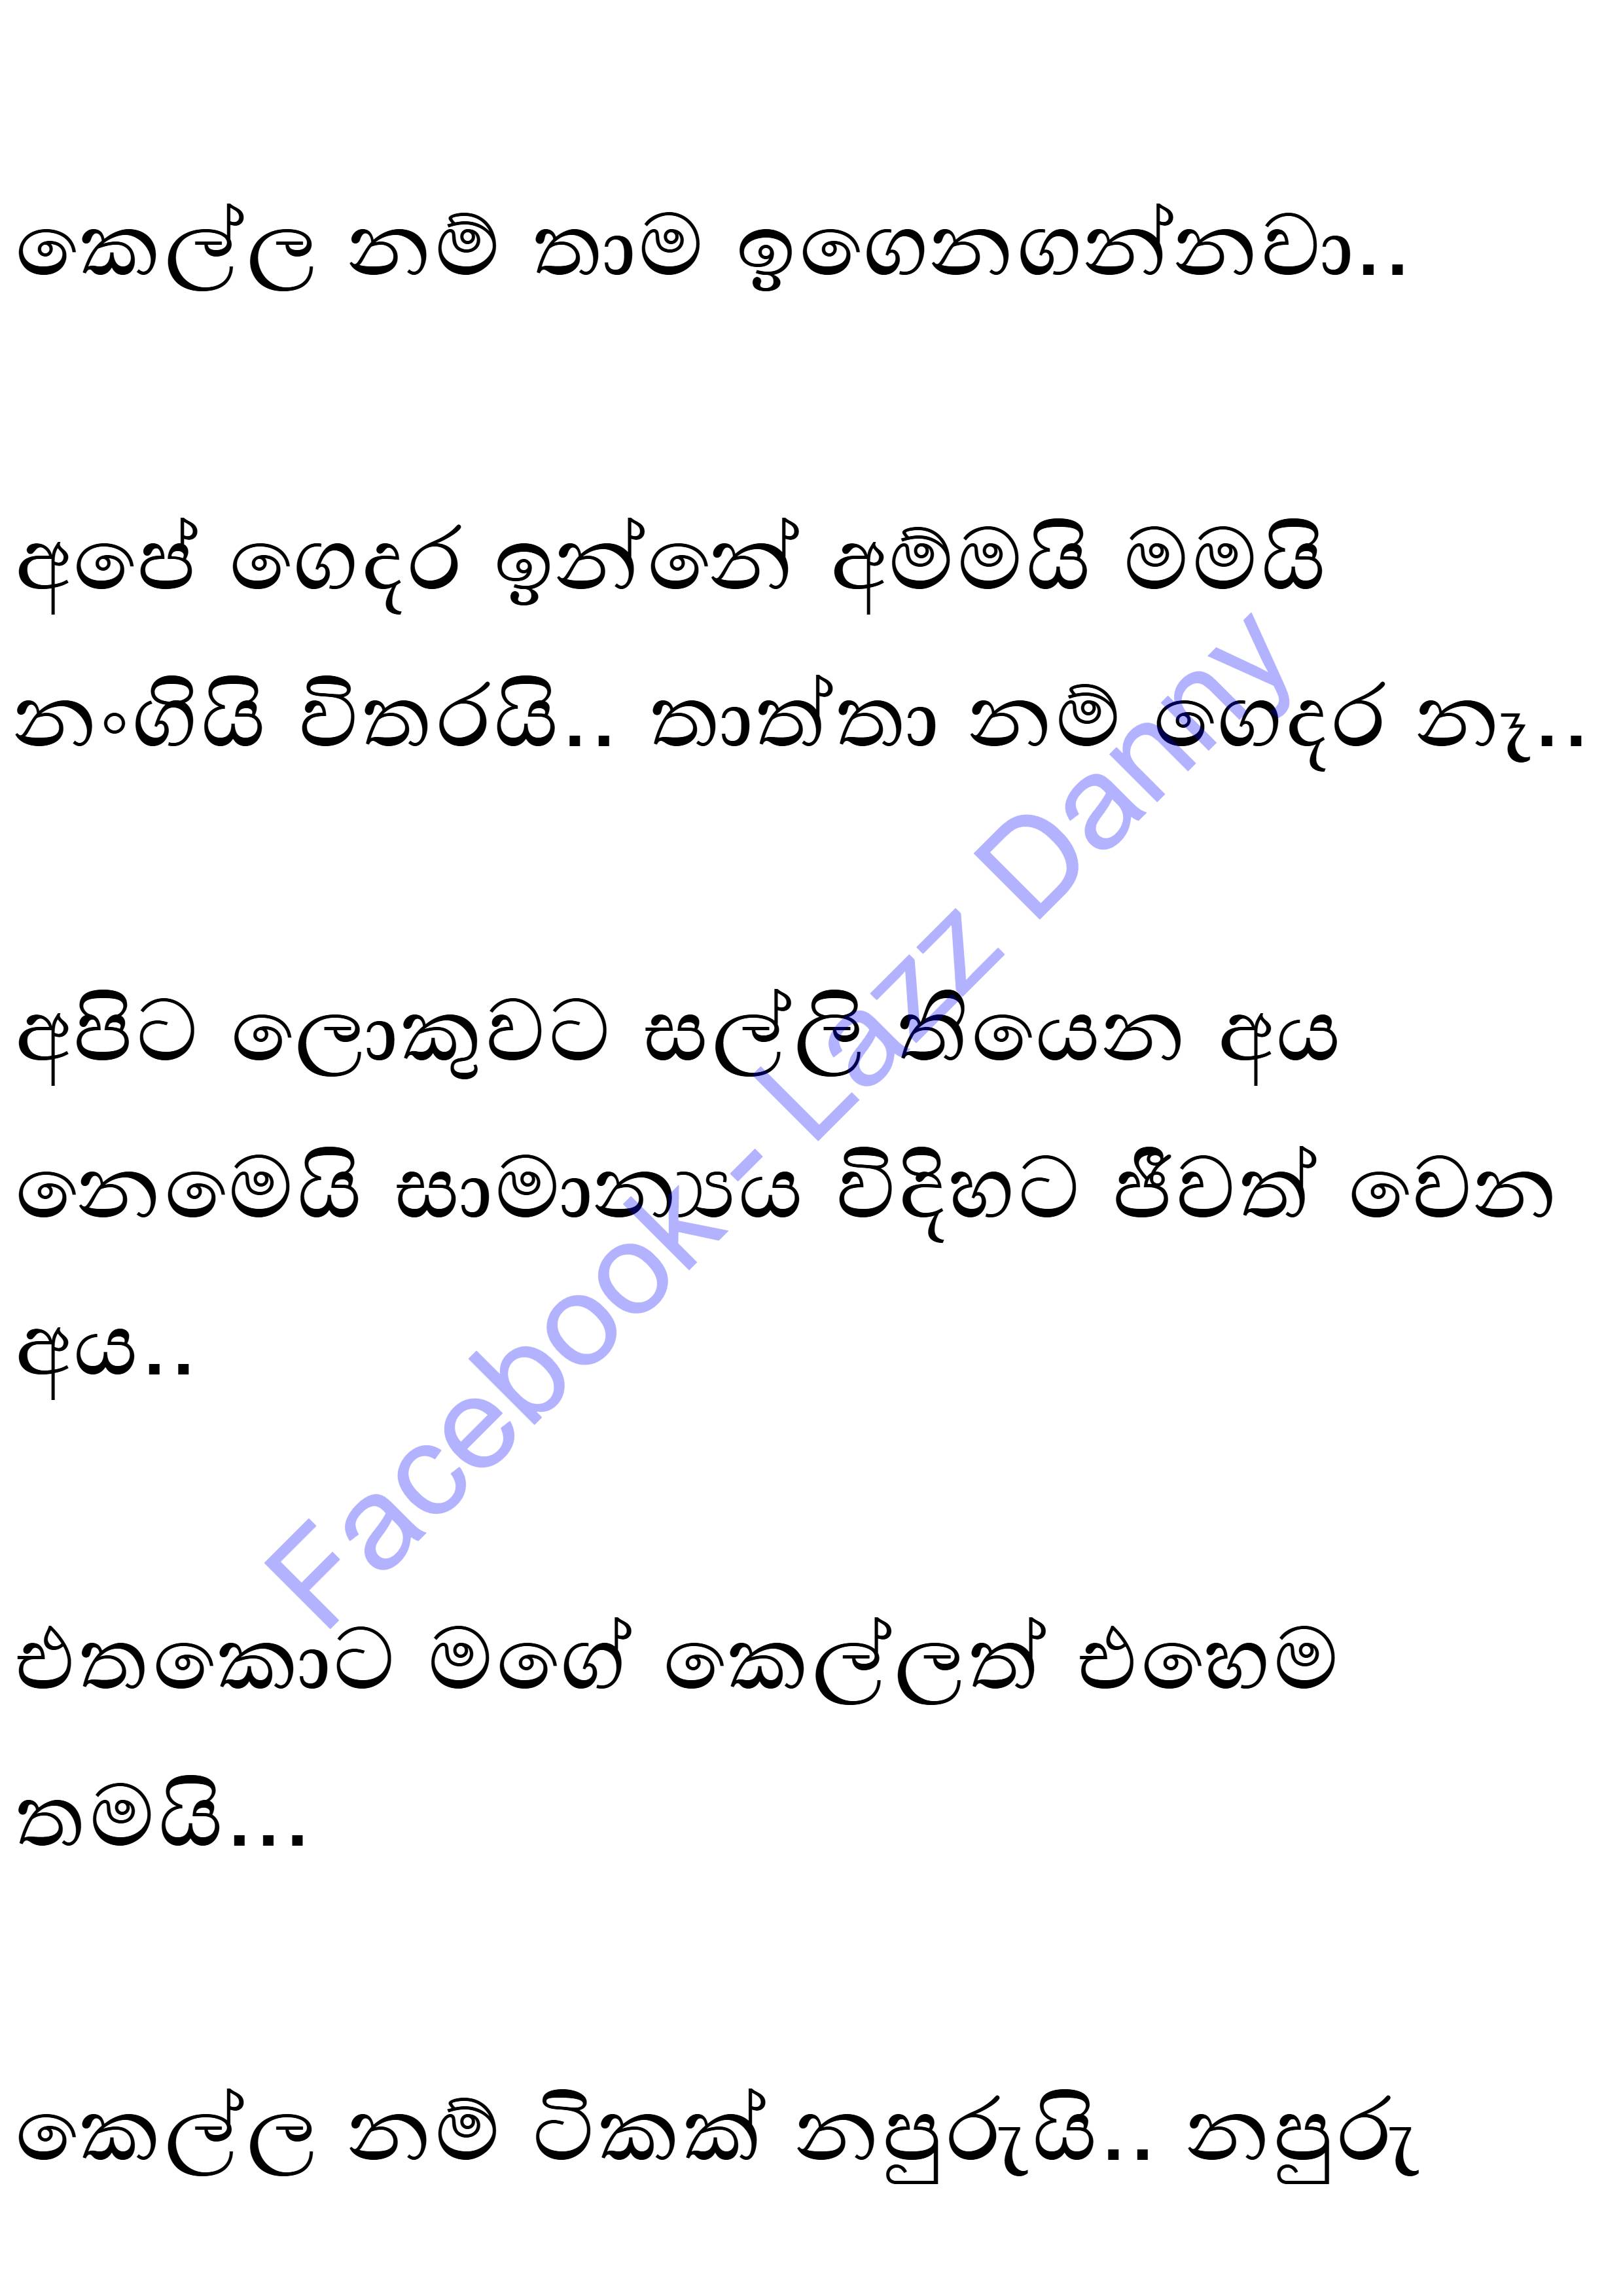 කෙල්ල නම් තාම ඉගෙනගන්නවා..
අපේ ගෙදර ඉන්නේ අම්මයි මමයි
නංගියි විතරයි.. තාත්තා නම් ගෙදර නෑ..
අපිට ලොකුවට සල්ලි තියෙන අය
නෙමෙයි සාමාන්‍යය විදිහට ජීවත් වෙන
අය..
එතකොට මගේ කෙල්ලත් එහෙම
තමයි...
කෙල්ල නම් ටිකක් නපුරුයි.. නපුරු
Facebook- Lazz Danny